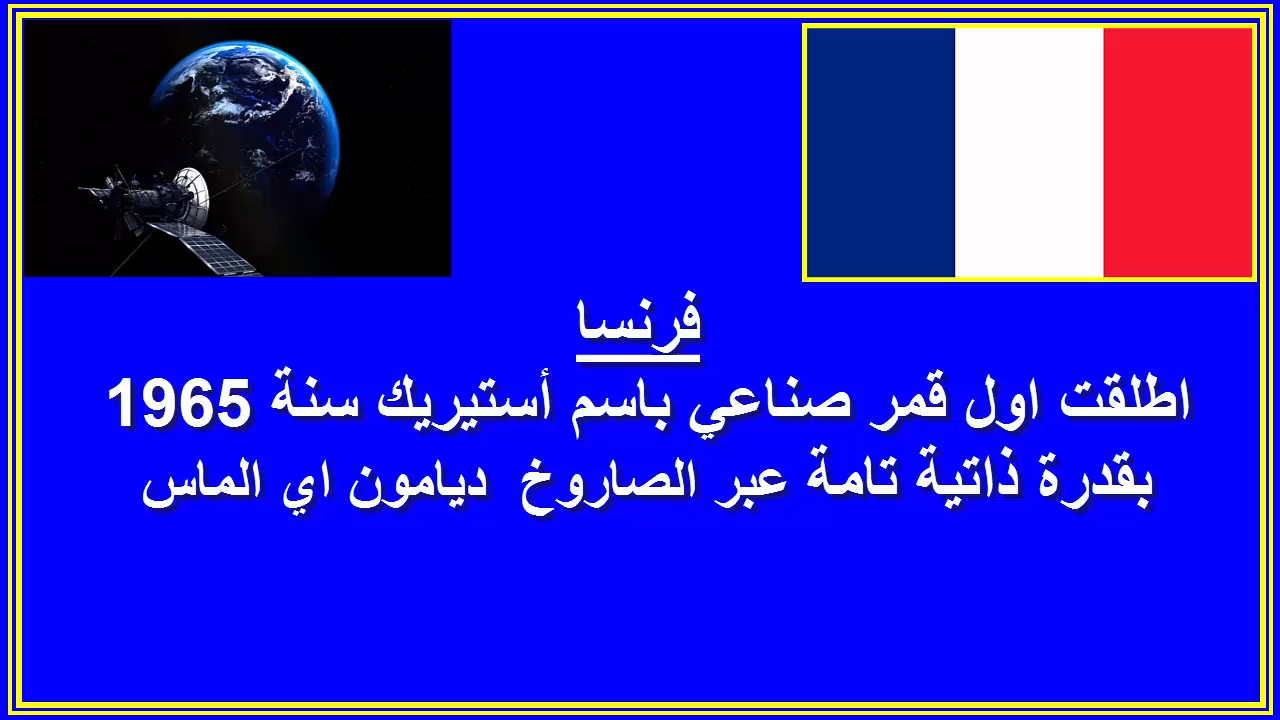 فرنسا
اطلقت اول قمر صناعي باسم أستيريك سنة 1965
بقدرة ذاتية تامة عبر الصاروخ ديامون اي الماس